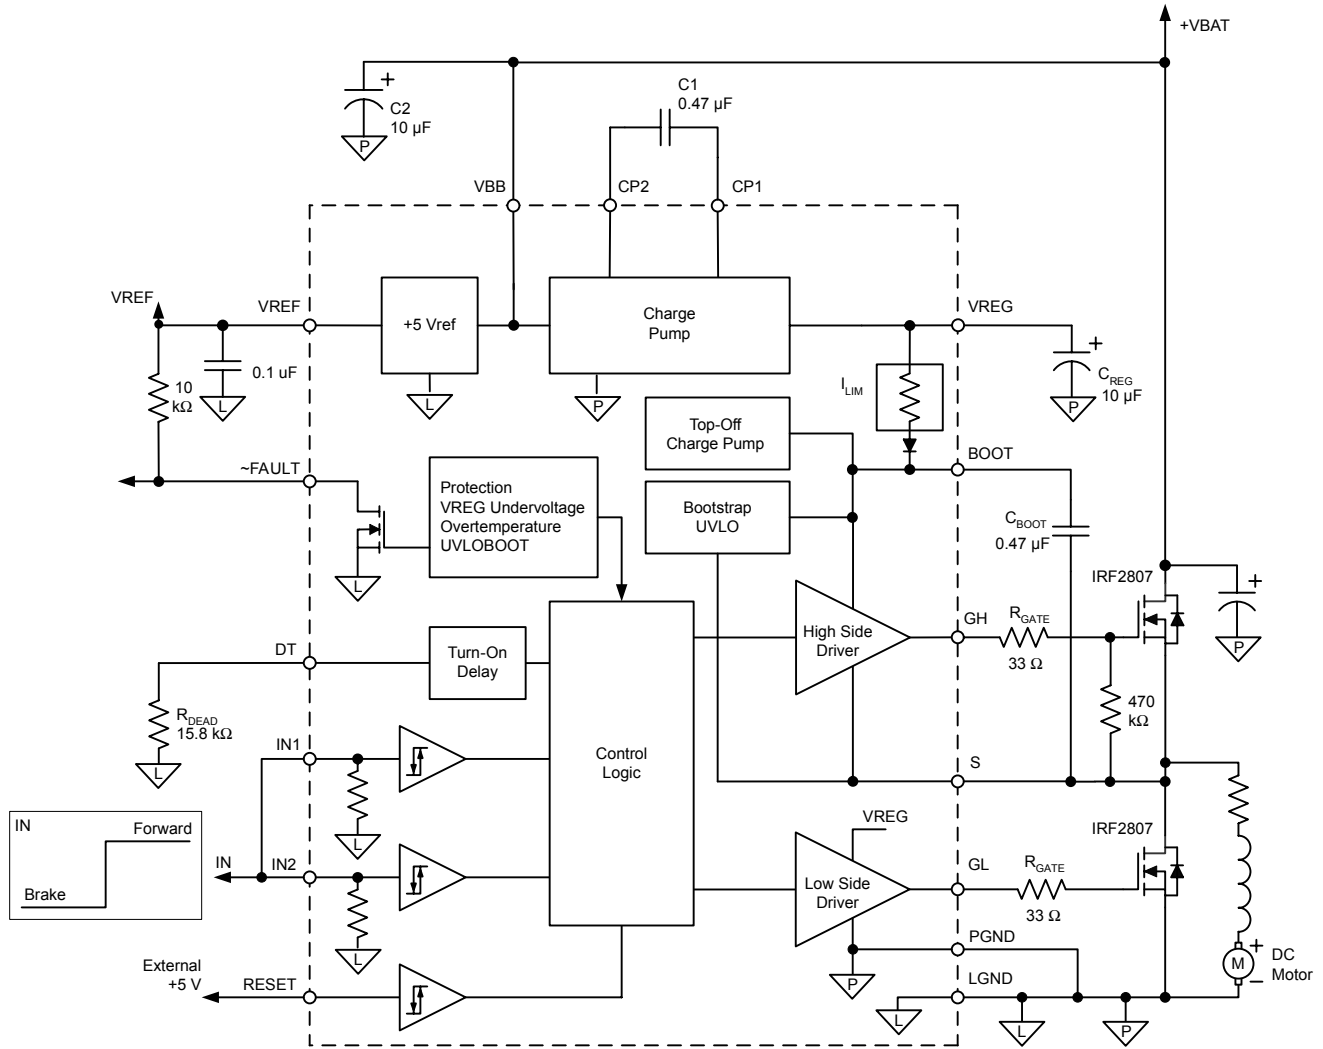 +VBAT
C1
0.47 µF
+
C2
10 µF
P
VBB
CP2
CP1
VREF
VREF
+5 Vref
Charge
Pump
VREG
+
C_REG
10 µF
P
10
kΩ
0.1 uF
L
L
P
I_LIM
Top-Off
Charge Pump
BOOT
~FAULT
Protection
VREG Undervoltage
Overtemperature
UVLOBOOT
Bootstrap
UVLO
C_BOOT
0.47 µF
L
IRF2807
+
P
High Side
Driver
GH
R_GATE
33 Ω
DT
Turn-On
Delay
470
kΩ
R_DEAD
15.8 kΩ
L
IN1
Control
Logic
S
L
IN
Forward
Brake
IN
IN2
VREG
IRF2807
Low Side
Driver
GL
R_GATE
33 Ω
L
PGND
P
+
M
−
DC
Motor
External
+5 V
RESET
LGND
L
L
P